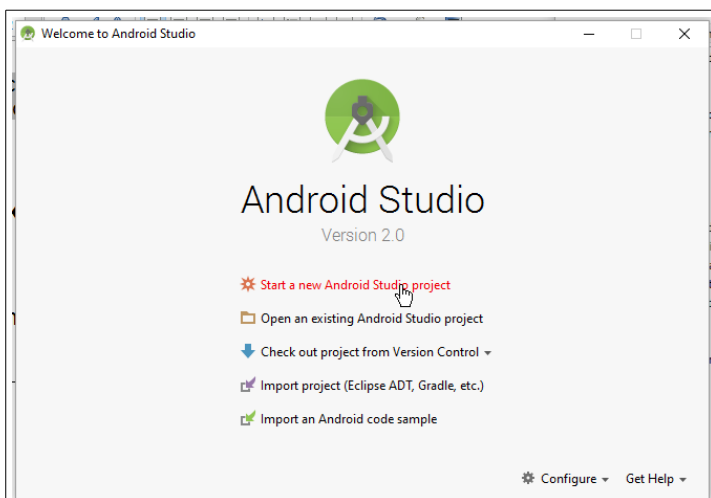 Welcome to Android Studio
Android Studio
Version 2.0
Start a new Android Studio project
Open an existing Android Studio project
Check out project from Version Control
Import project (Eclipse ADT, Gradle, etc.)
Import an Android code sample
Configure Get Help